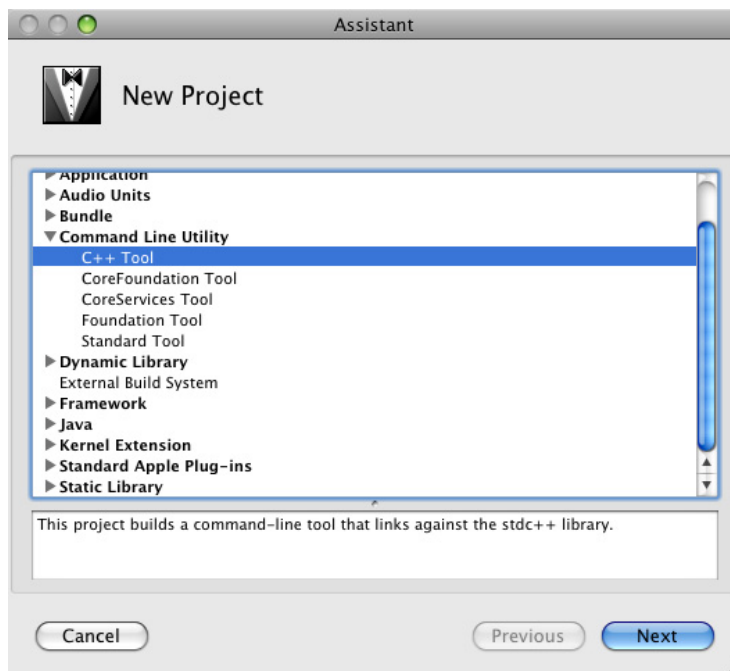 Assistant
New Project
Application
Audio Units
Bundle
Command Line Utility
C++ Tool
CoreFoundation Tool
CoreServices Tool
Foundation Tool
Standard Tool
Dynamic Library
External Build System
Framework
Java
Kernel Extension
Standard Apple Plug-ins
Static Library
This project builds a command-line tool that links against the stdc++ library.
Cancel
Previous
Next